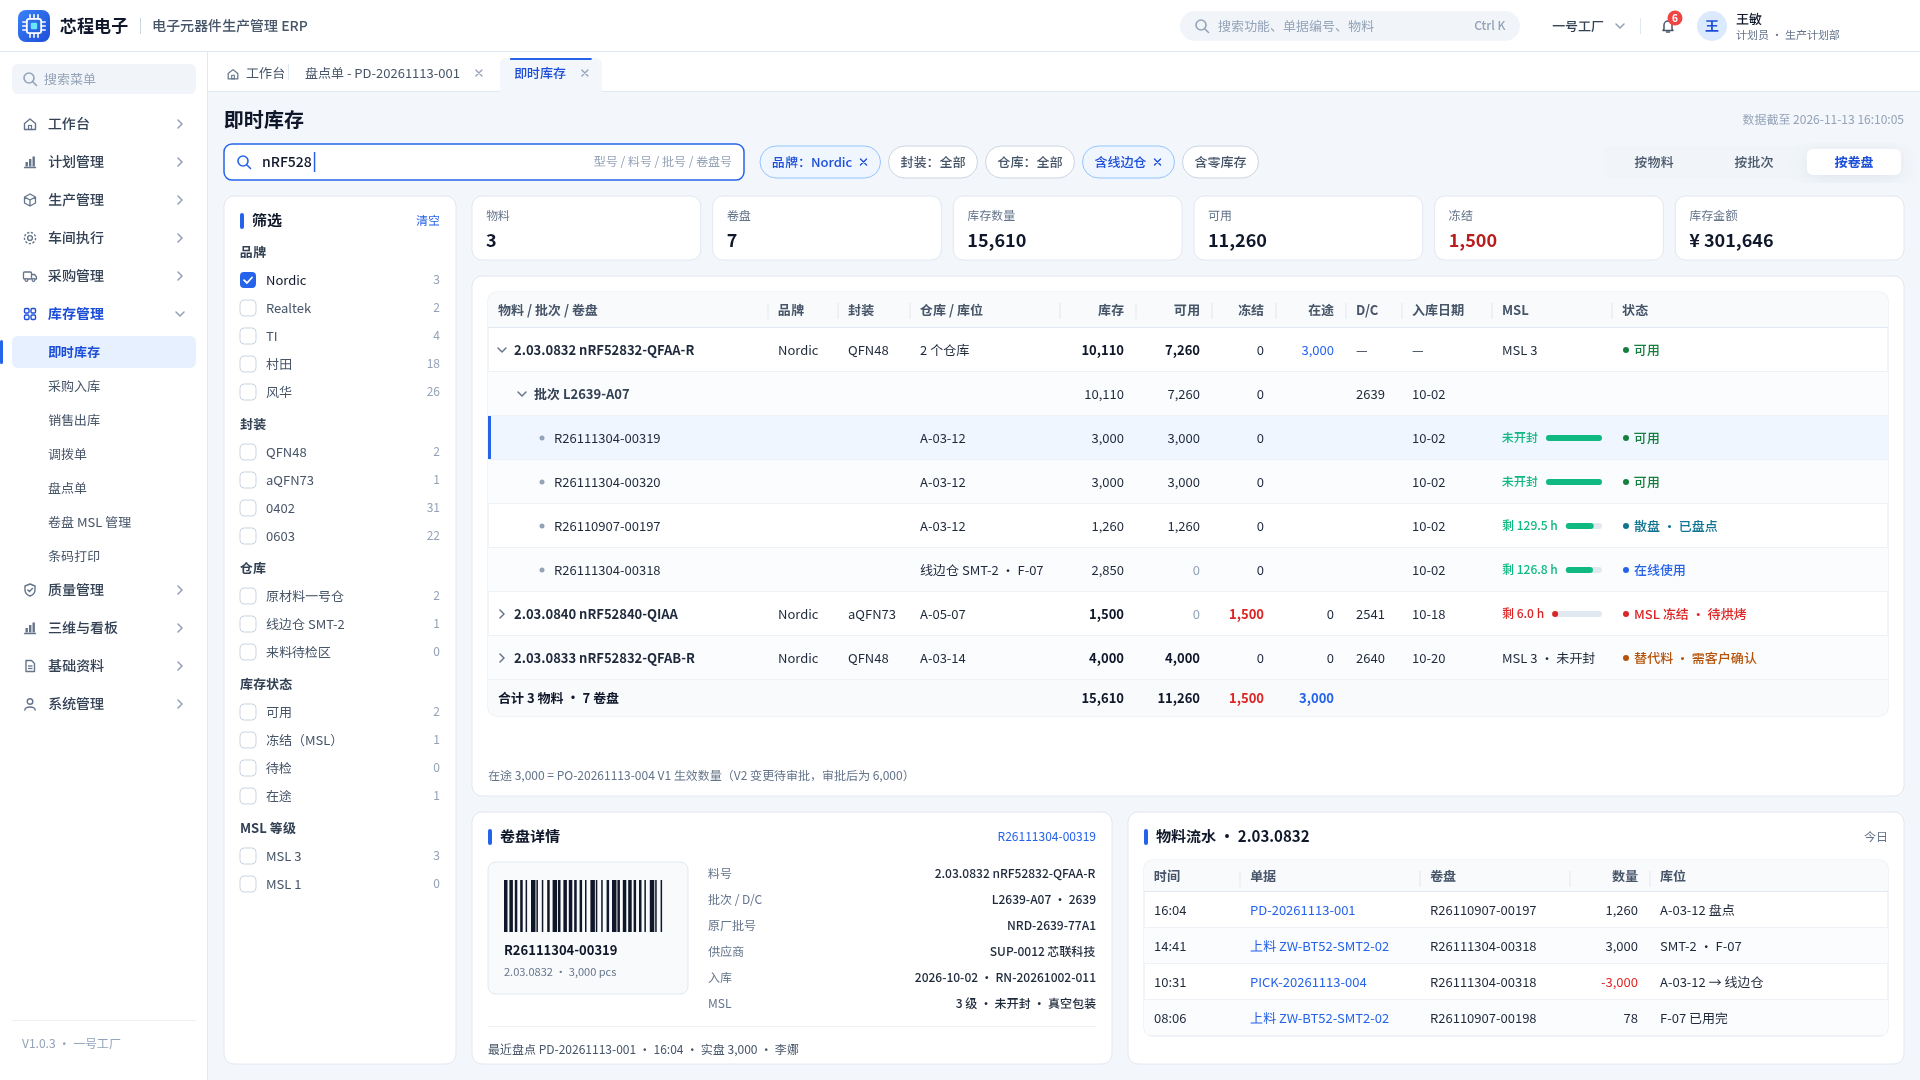 芯程电子 电子元器件生产管理 ERP 搜索功能、单据编号、物料 Ctrl K 一号工厂 6 王 王敏
计划员 · 生产计划部
搜索菜单
工作台
计划管理
生产管理
车间执行
采购管理
库存管理
即时库存
采购入库
销售出库
调拨单
盘点单
卷盘 MSL 管理
条码打印
质量管理
三维与看板
基础资料
系统管理
V1.0.3 · 一号工厂
工作台 盘点单 - PD-20261113-001 × 即时库存 ×
即时库存 数据截至 2026-11-13 16:10:05
nRF528 型号 / 料号 / 批号 / 卷盘号 品牌：Nordic × 封装：全部 仓库：全部 含线边仓 × 含零库存 按物料 按批次 按卷盘
筛选 清空
品牌
Nordic 3
Realtek 2
TI 4
村田 18
风华 26
封装
QFN48 2
aQFN73 1
0402 31
0603 22
仓库
原材料一号仓 2
线边仓 SMT-2 1
来料待检区 0
库存状态
可用 2
冻结（MSL） 1
待检 0
在途 1
MSL 等级
MSL 3 3
MSL 1 0
物料 卷盘 库存数量 可用 冻结 库存金额
3 7 15,610 11,260 1,500 ¥ 301,646
物料 / 批次 / 卷盘 品牌 封装 仓库 / 库位 库存 可用 冻结 在途 D/C 入库日期 MSL 状态
2.03.0832 nRF52832-QFAA-R Nordic QFN48 2 个仓库 10,110 7,260 0 3,000 — — MSL 3 可用
批次 L2639-A07 10,110 7,260 0 2639 10-02
R26111304-00319 A-03-12 3,000 3,000 0 10-02 未开封 可用
R26111304-00320 A-03-12 3,000 3,000 0 10-02 未开封 可用
R26110907-00197 A-03-12 1,260 1,260 0 10-02 剩 129.5 h 散盘 · 已盘点
R26111304-00318 线边仓 SMT-2 · F-07 2,850 0 0 10-02 剩 126.8 h 在线使用
2.03.0840 nRF52840-QIAA Nordic aQFN73 A-05-07 1,500 0 1,500 0 2541 10-18 剩 6.0 h MSL 冻结 · 待烘烤
2.03.0833 nRF52832-QFAB-R Nordic QFN48 A-03-14 4,000 4,000 0 0 2640 10-20 MSL 3 · 未开封 替代料 · 需客户确认
合计 3 物料 · 7 卷盘 15,610 11,260 1,500 3,000
在途 3,000 = PO-20261113-004 V1 生效数量（V2 变更待审批，审批后为 6,000）
卷盘详情 R26111304-00319
R26111304-00319
2.03.0832 · 3,000 pcs
料号 2.03.0832 nRF52832-QFAA-R
批次 / D/C L2639-A07 · 2639
原厂批号 NRD-2639-77A1
供应商 SUP-0012 芯联科技
入库 2026-10-02 · RN-20261002-011
MSL 3 级 · 未开封 · 真空包装
最近盘点 PD-20261113-001 · 16:04 · 实盘 3,000 · 李娜
物料流水 · 2.03.0832 今日
时间 单据 卷盘 数量 库位
16:04 PD-20261113-001 R26110907-00197 1,260 A-03-12 盘点
14:41 上料 ZW-BT52-SMT2-02 R26111304-00318 3,000 SMT-2 · F-07
10:31 PICK-20261113-004 R26111304-00318 -3,000 A-03-12 → 线边仓
08:06 上料 ZW-BT52-SMT2-02 R26110907-00198 78 F-07 已用完